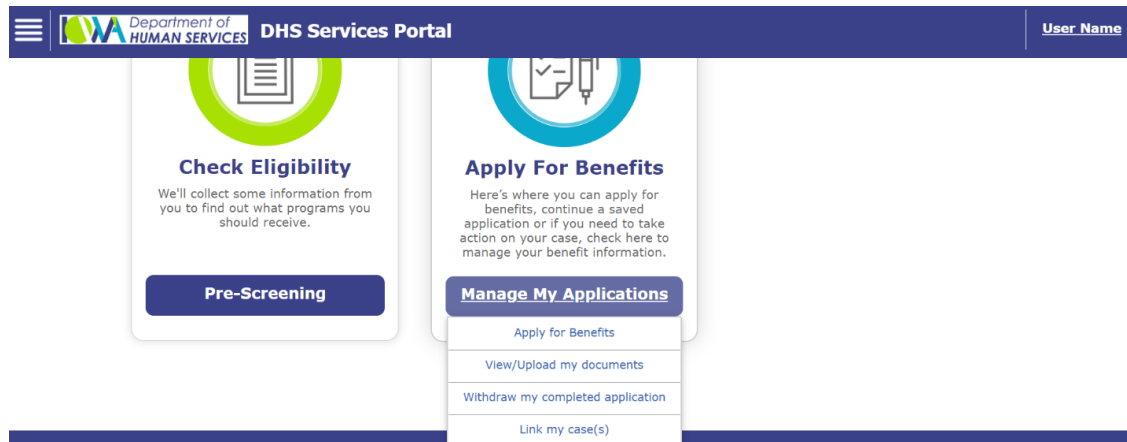 IOWA Department of
HUMAN SERVICES
DHS Services Portal
User Name
Check Eligibility
We'll collect some information from
you to find out what programs you
should receive.
Pre-Screening
Apply For Benefits
Here's where you can apply for
benefits, continue a saved
application or if you need to take
action on your case, check here to
manage your benefit information.
Manage My Applications
Apply for Benefits
View/Upload my documents
Withdraw my completed application
Link my case(s)